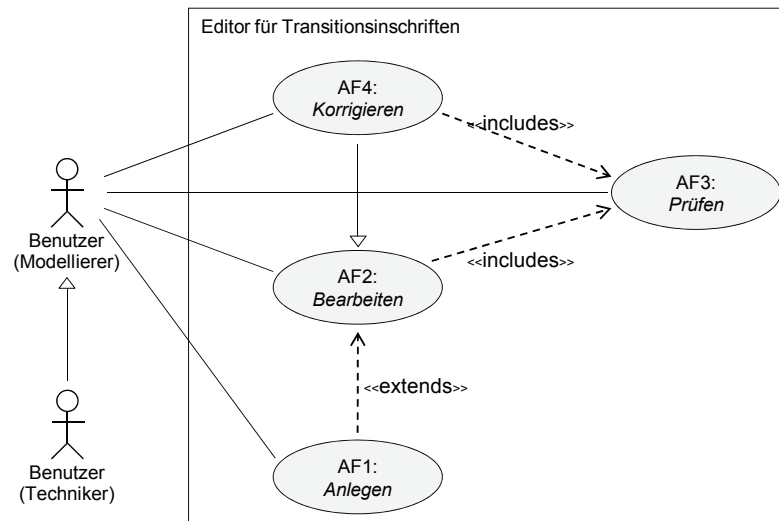 Editor für Transitionsinschriften
AF4:
Korrigieren
<<includes>>
AF3:
Prüfen
Benutzer
(Modellierer)
AF2:
Bearbeiten
<<includes>>
<<extends>>
Benutzer
(Techniker)
AF1:
Anlegen